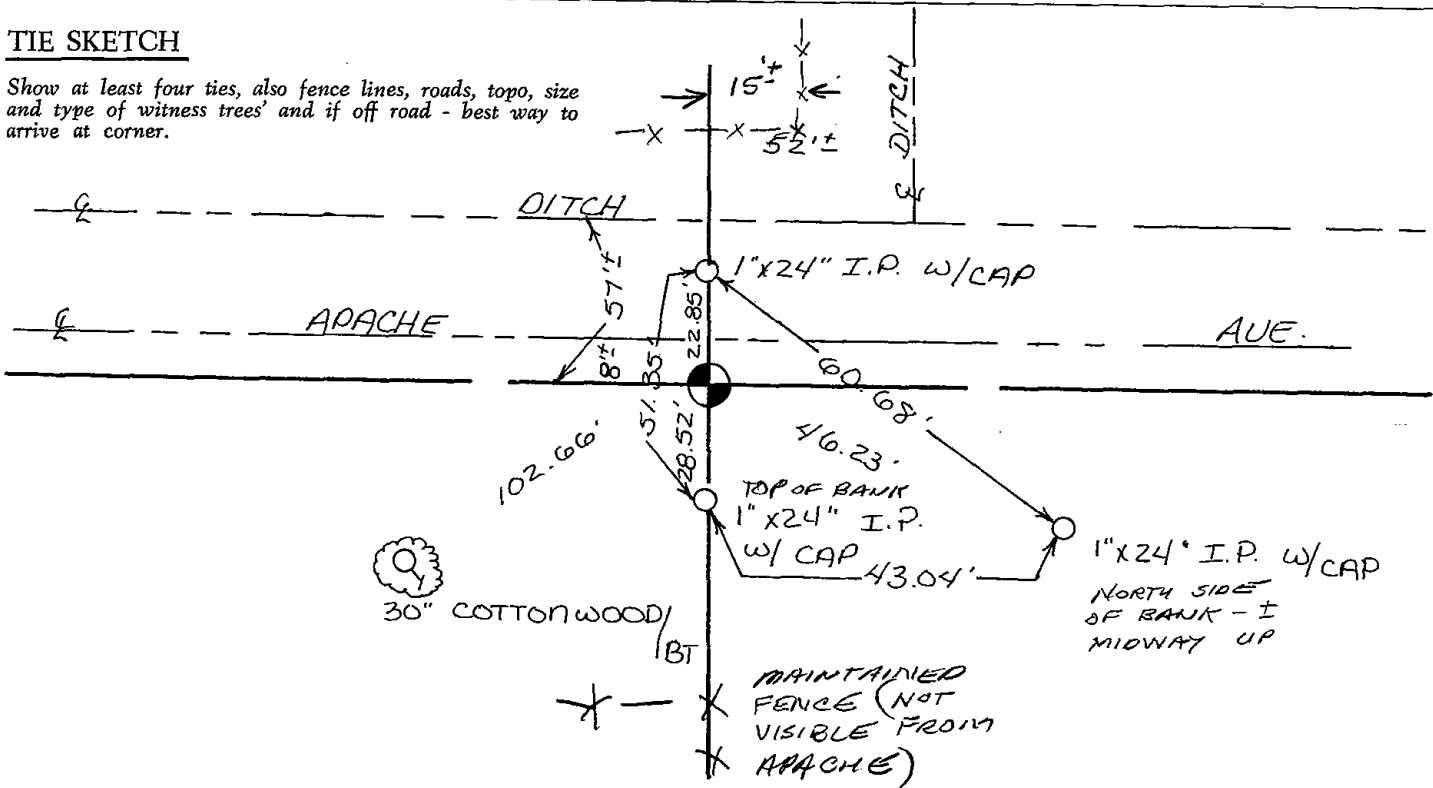 TIE SKETCH
Show at least four ties, also fence lines, roads, topo, size
and type of witness trees' and if off road - best way to
arrive at corner.
15'±
52'±
℄ DITCH
℄ DITCH
57'±
1"x24" I.P. W/CAP
℄ APACHE AVE.
8'±
51.35'
22.85'
60.68'
102.66'
28.52'
46.23'
TOP OF BANK
1"x24" I.P.
W/ CAP
43.04'
1"x24" I.P. W/CAP
NORTH SIDE
OF BANK - ±
MIDWAY UP
30" COTTONWOOD/
BT
MAINTAINED
FENCE (NOT
VISIBLE FROM
APACHE)